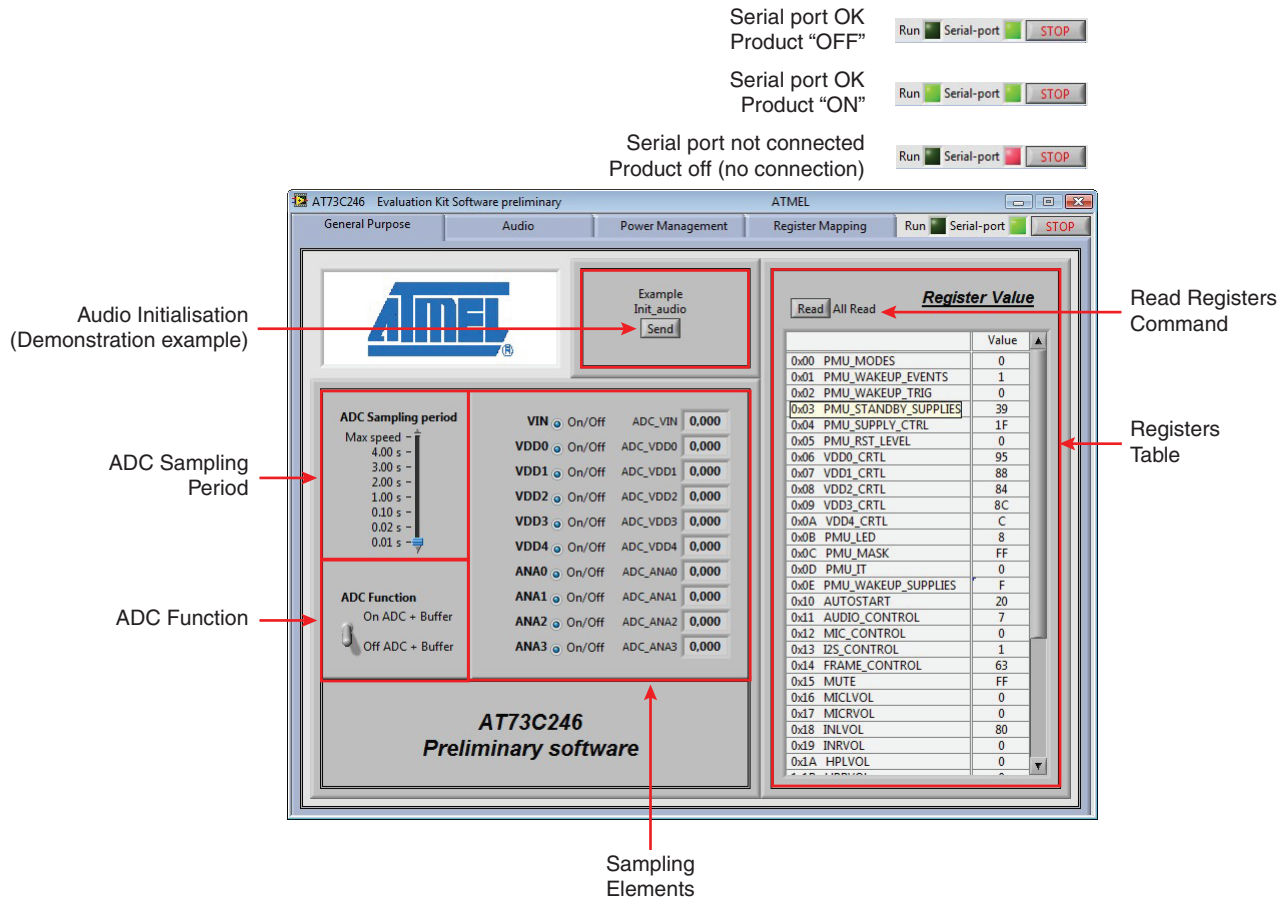 Serial port OK
Product “OFF”
Run Serial-port STOP
Serial port OK
Product “ON”
Run Serial-port STOP
Serial port not connected
Product off (no connection)
Run Serial-port STOP
AT73C246 Evaluation Kit Software preliminary ATMEL
General Purpose Audio Power Management Register Mapping Run Serial-port STOP
Audio Initialisation
(Demonstration example)
ATMEL ®
Example
Init_audio
Send
Read All Read Register Value
Read Registers
Command
Value
0x00 PMU_MODES 0
0x01 PMU_WAKEUP_EVENTS 1
0x02 PMU_WAKEUP_TRIG 0
0x03 PMU_STANDBY_SUPPLIES 39
0x04 PMU_SUPPLY_CTRL 1F
0x05 PMU_RST_LEVEL 0
0x06 VDD0_CRTL 95
0x07 VDD1_CRTL 88
0x08 VDD2_CRTL 84
0x09 VDD3_CRTL 8C
0x0A VDD4_CRTL C
0x0B PMU_LED 8
0x0C PMU_MASK FF
0x0D PMU_IT 0
0x0E PMU_WAKEUP_SUPPLIES F
0x10 AUTOSTART 20
0x11 AUDIO_CONTROL 7
0x12 MIC_CONTROL 0
0x13 I2S_CONTROL 1
0x14 FRAME_CONTROL 63
0x15 MUTE FF
0x16 MICLVOL 0
0x17 MICRVOL 0
0x18 INLVOL 80
0x19 INRVOL 0
0x1A HPLVOL 0
Registers
Table
ADC Sampling
Period
ADC Sampling period
Max speed
4.00 s
3.00 s
2.00 s
1.00 s
0.10 s
0.02 s
0.01 s
ADC Function
ADC Function
On ADC + Buffer
Off ADC + Buffer
VIN On/Off ADC_VIN 0,000
VDD0 On/Off ADC_VDD0 0,000
VDD1 On/Off ADC_VDD1 0,000
VDD2 On/Off ADC_VDD2 0,000
VDD3 On/Off ADC_VDD3 0,000
VDD4 On/Off ADC_VDD4 0,000
ANA0 On/Off ADC_ANA0 0,000
ANA1 On/Off ADC_ANA1 0,000
ANA2 On/Off ADC_ANA2 0,000
ANA3 On/Off ADC_ANA3 0,000
AT73C246
Preliminary software
Sampling
Elements